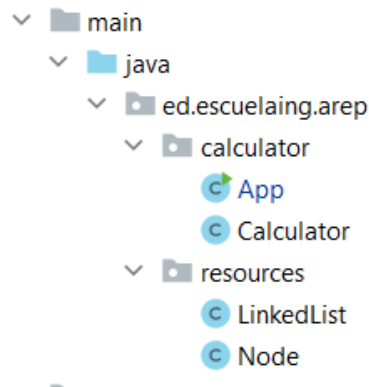 main
java
ed.escuelaing.arep
calculator
App
Calculator
resources
LinkedList
Node